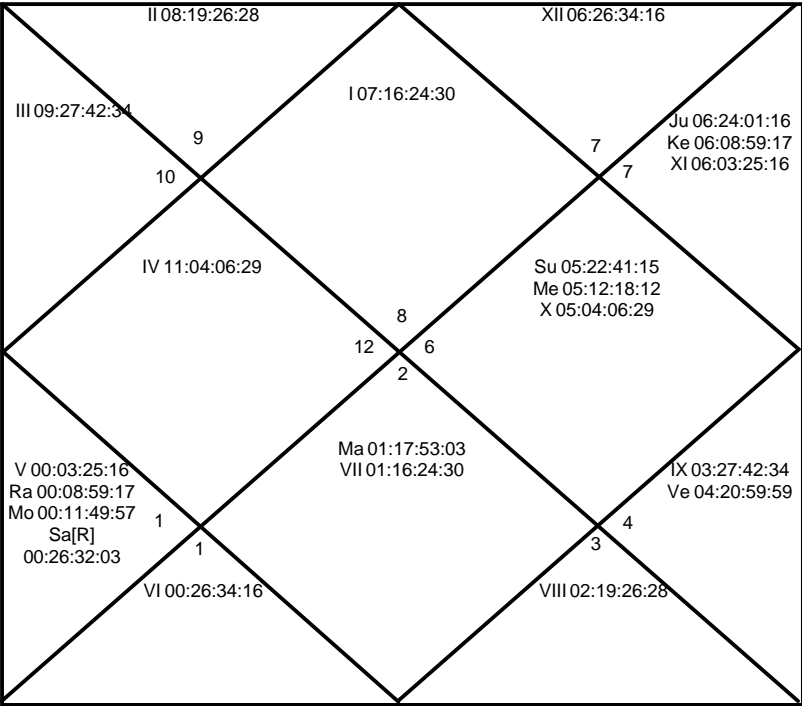 II 08:19:26:28
XII 06:26:34:16
I 07:16:24:30
III 09:27:42:34
Ju 06:24:01:16
Ke 06:08:59:17
XI 06:03:25:16
9
7
10
7
IV 11:04:06:29
Su 05:22:41:15
Me 05:12:18:12
X 05:04:06:29
8
12
6
2
Ma 01:17:53:03
VII 01:16:24:30
V 00:03:25:16
Ra 00:08:59:17
Mo 00:11:49:57
Sa[R]
00:26:32:03
IX 03:27:42:34
Ve 04:20:59:59
1
4
1
3
VI 00:26:34:16
VIII 02:19:26:28